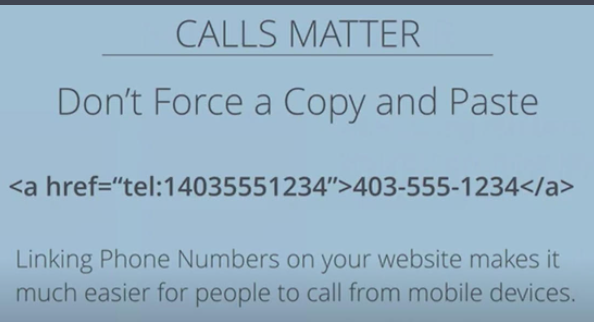 CALLS MATTER
Don’t Force a Copy and Paste
<a href=“tel:14035551234”>403-555-1234</a>
Linking Phone Numbers on your website makes it
much easier for people to call from mobile devices.